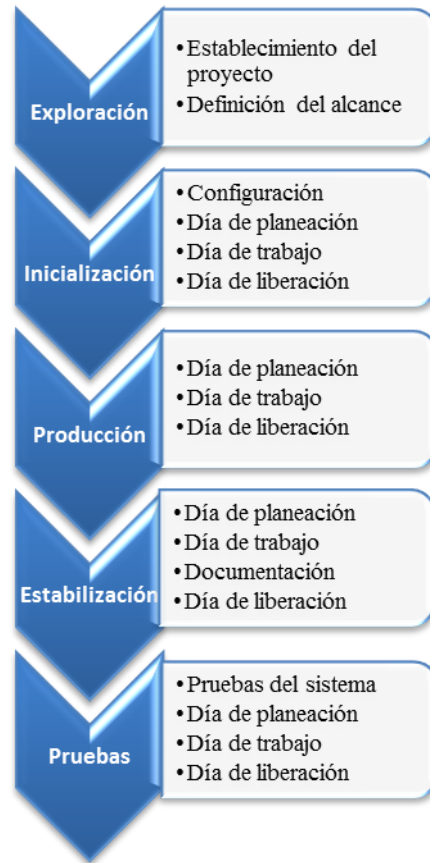 Exploración
•Establecimiento del
proyecto
•Definición del alcance
Inicialización
•Configuración
•Día de planeación
•Día de trabajo
•Día de liberación
Producción
•Día de planeación
•Día de trabajo
•Día de liberación
Estabilización
•Día de planeación
•Día de trabajo
•Documentación
•Día de liberación
Pruebas
•Pruebas del sistema
•Día de planeación
•Día de trabajo
•Día de liberación